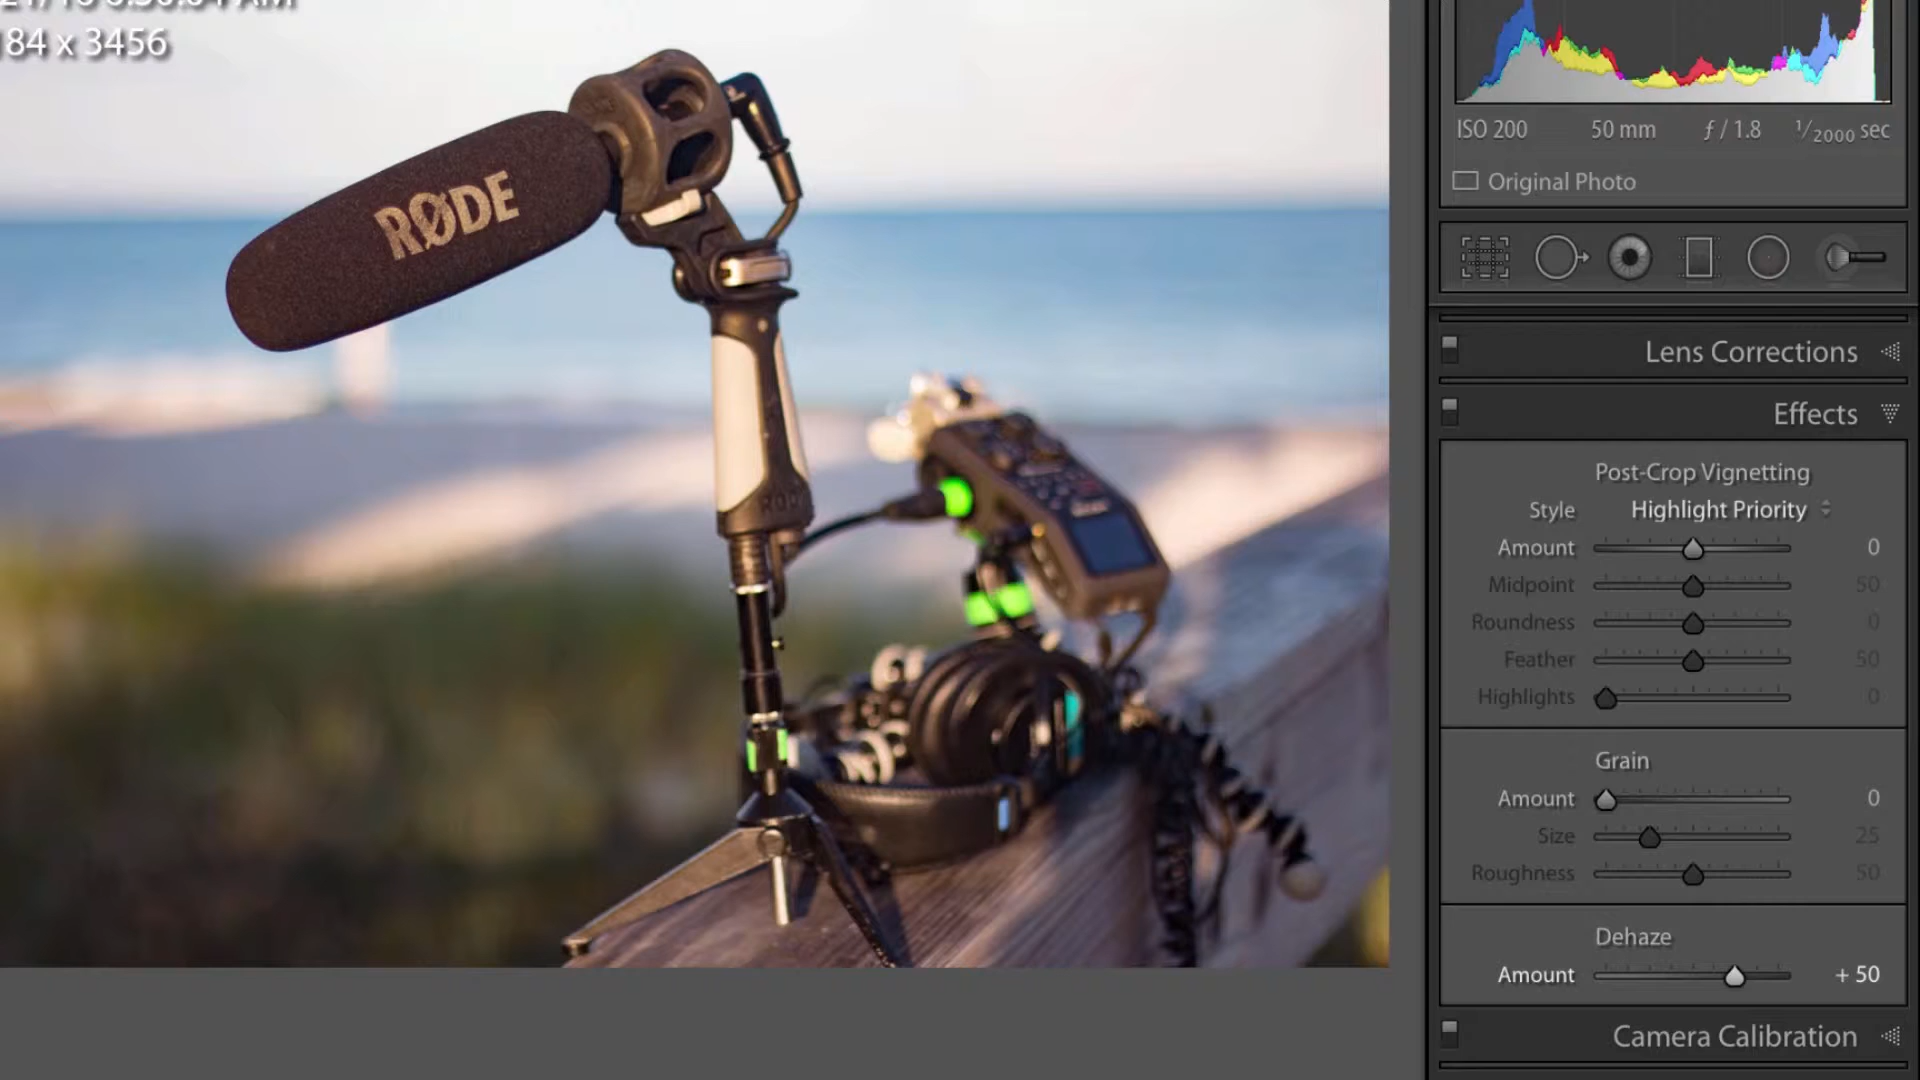 84 x 3456
RØDE
ISO 200 50 mm ƒ / 1.8 1/2000 sec
Original Photo
Lens Corrections
Effects
Post-Crop Vignetting
Style Highlight Priority
Amount 0
Midpoint 50
Roundness 0
Feather 50
Highlights 0
Grain
Amount 0
Size 25
Roughness 50
Dehaze
Amount + 50
Camera Calibration